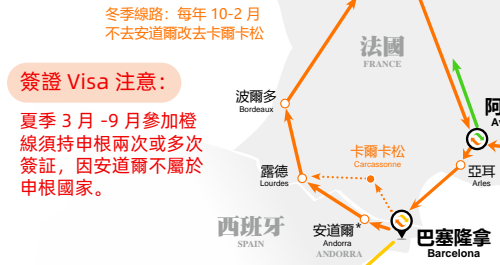 冬季線路：每年 10-2 月
不去安道爾改去卡爾卡松
簽證 Visa 注意：
夏季 3 月 -9 月參加橙
線須持申根兩次或多次
簽証，因安道爾不屬於
申根國家。
法國
FRANCE
波爾多
Bordeaux
卡爾卡松
Carcassonne
露德
Lourdes
亞耳
Arles
西班牙
SPAIN
安道爾*
Andorra
ANDORRA
巴塞隆拿
Barcelona